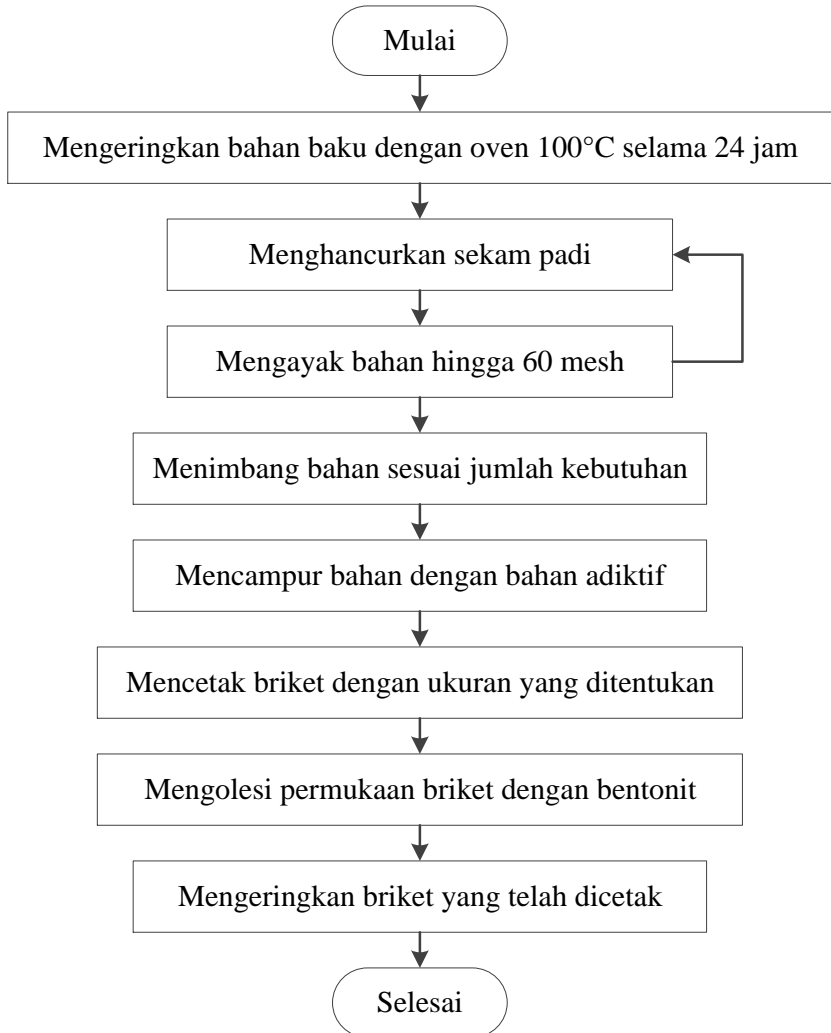 Mulai
Mengeringkan bahan baku dengan oven 100°C selama 24 jam
Menghancurkan sekam padi
Mengayak bahan hingga 60 mesh
Menimbang bahan sesuai jumlah kebutuhan
Mencampur bahan dengan bahan adiktif
Mencetak briket dengan ukuran yang ditentukan
Mengolesi permukaan briket dengan bentonit
Mengeringkan briket yang telah dicetak
Selesai